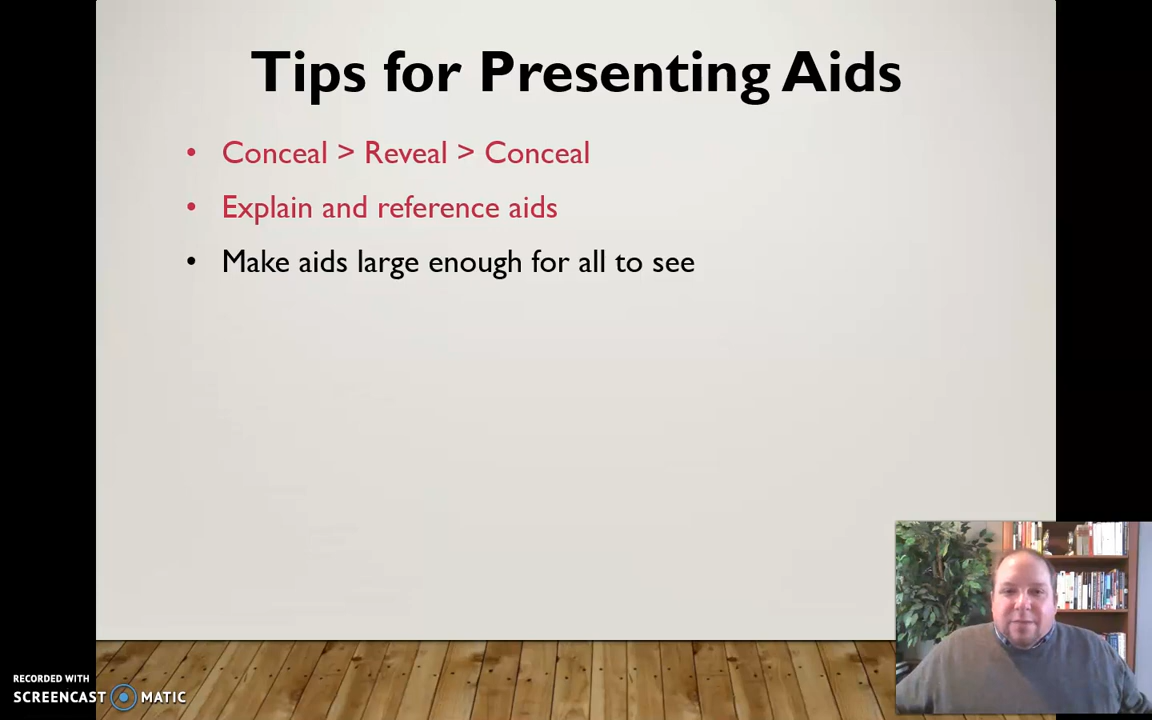 Tips for Presenting Aids
• Conceal > Reveal > Conceal
• Explain and reference aids
• Make aids large enough for all to see
RECORDED WITH
SCREENCAST MATIC